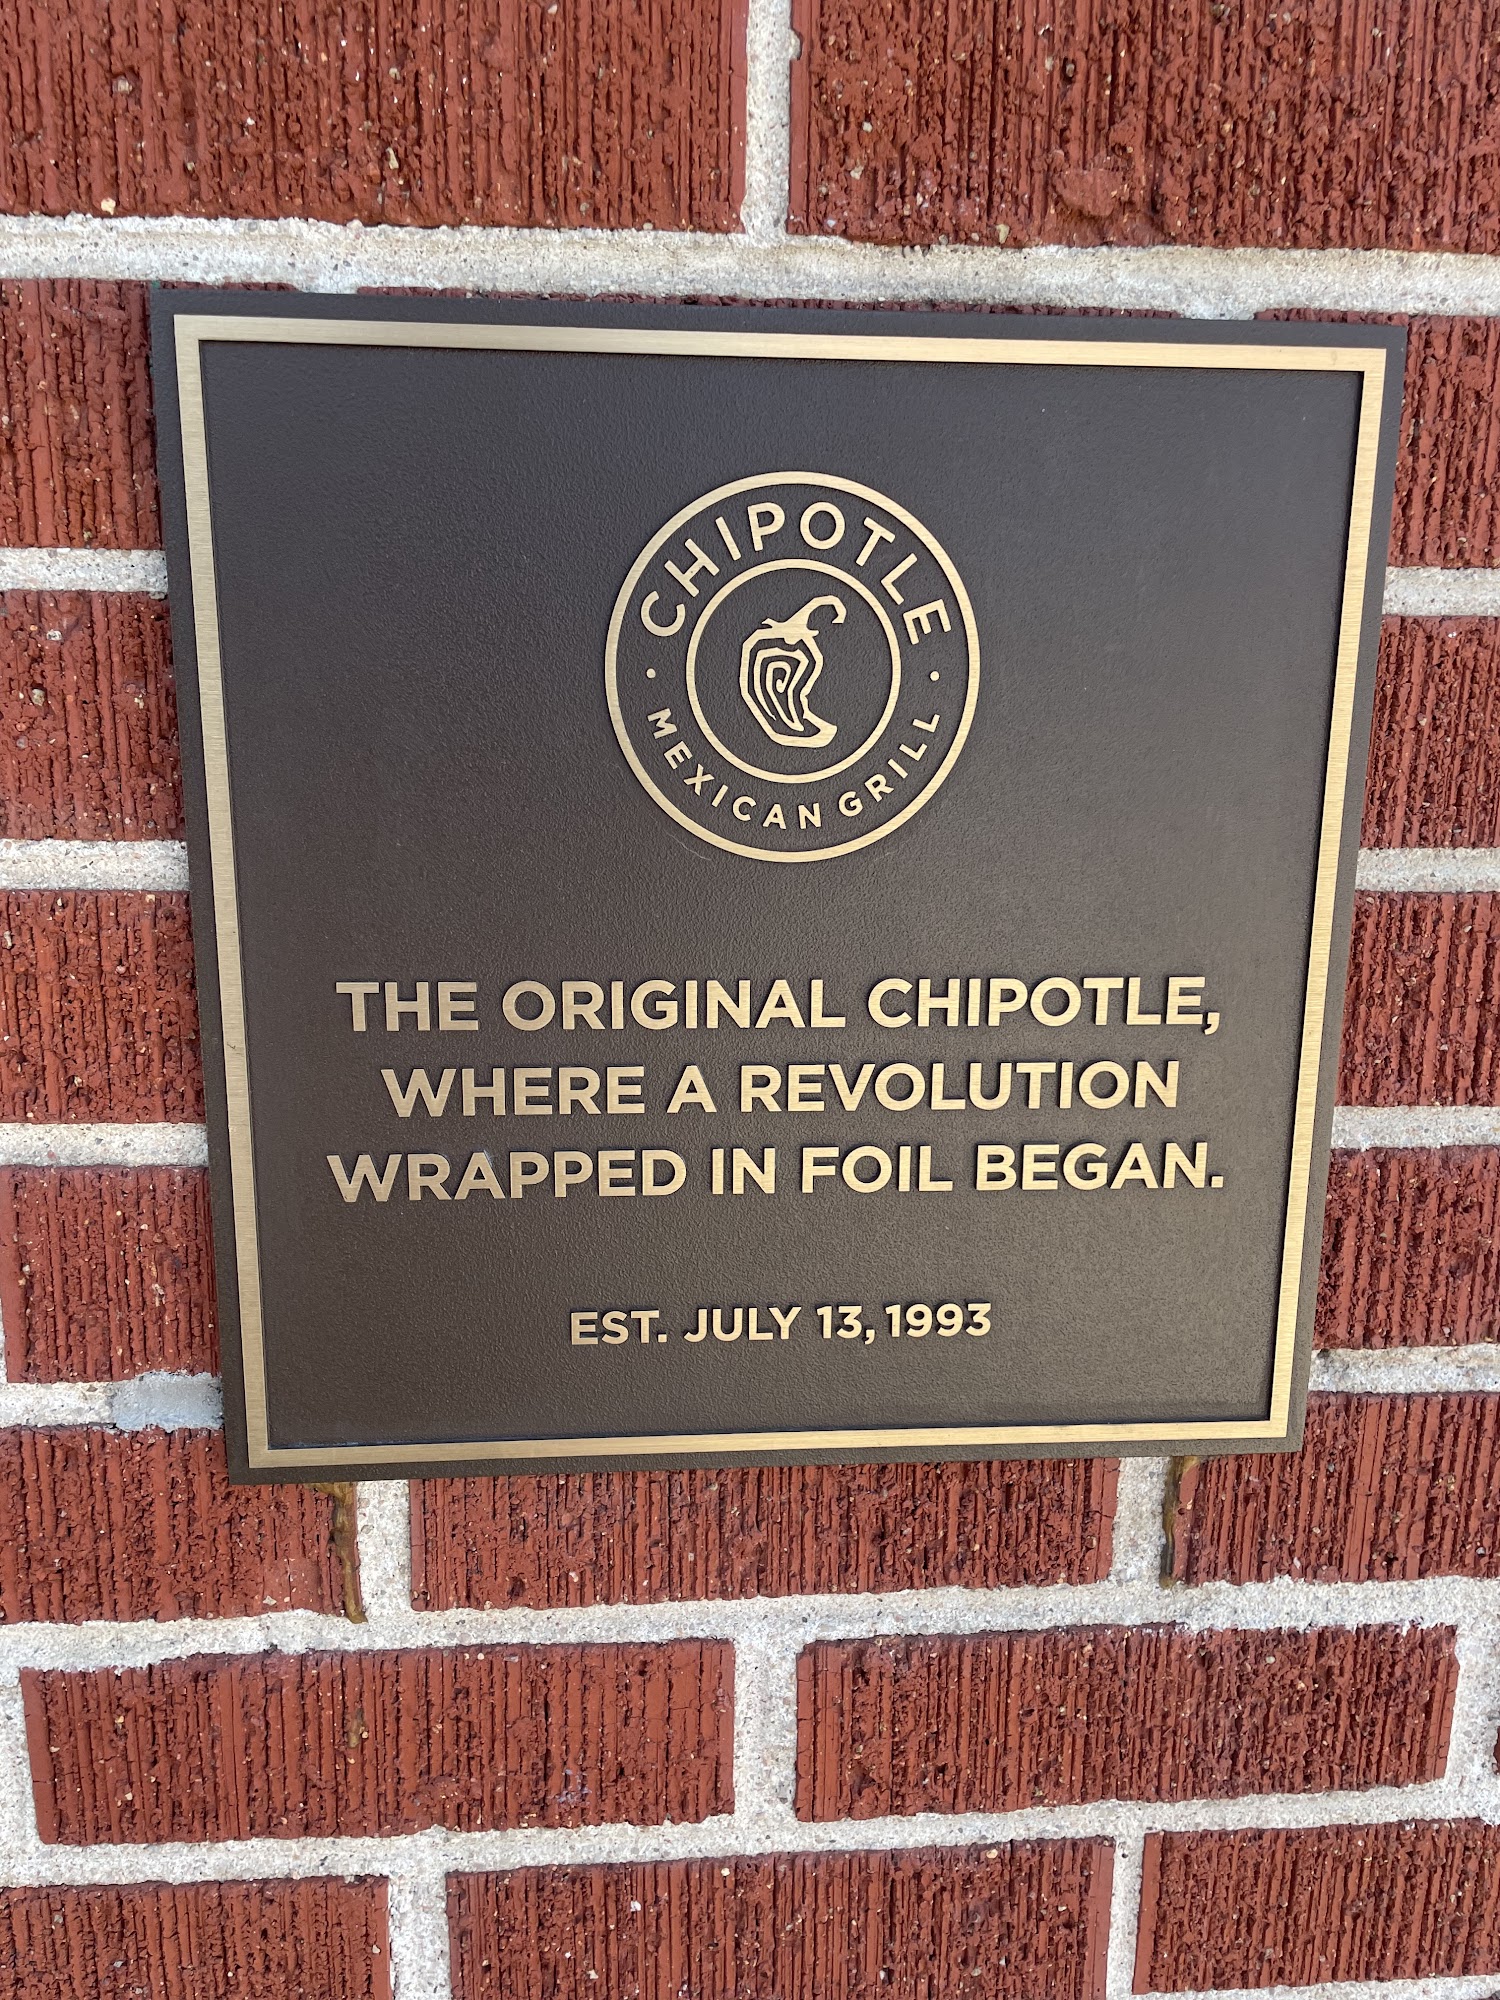 CHIPOTLE
MEXICAN GRILL
THE ORIGINAL CHIPOTLE,
WHERE A REVOLUTION
WRAPPED IN FOIL BEGAN.
EST. JULY 13, 1993